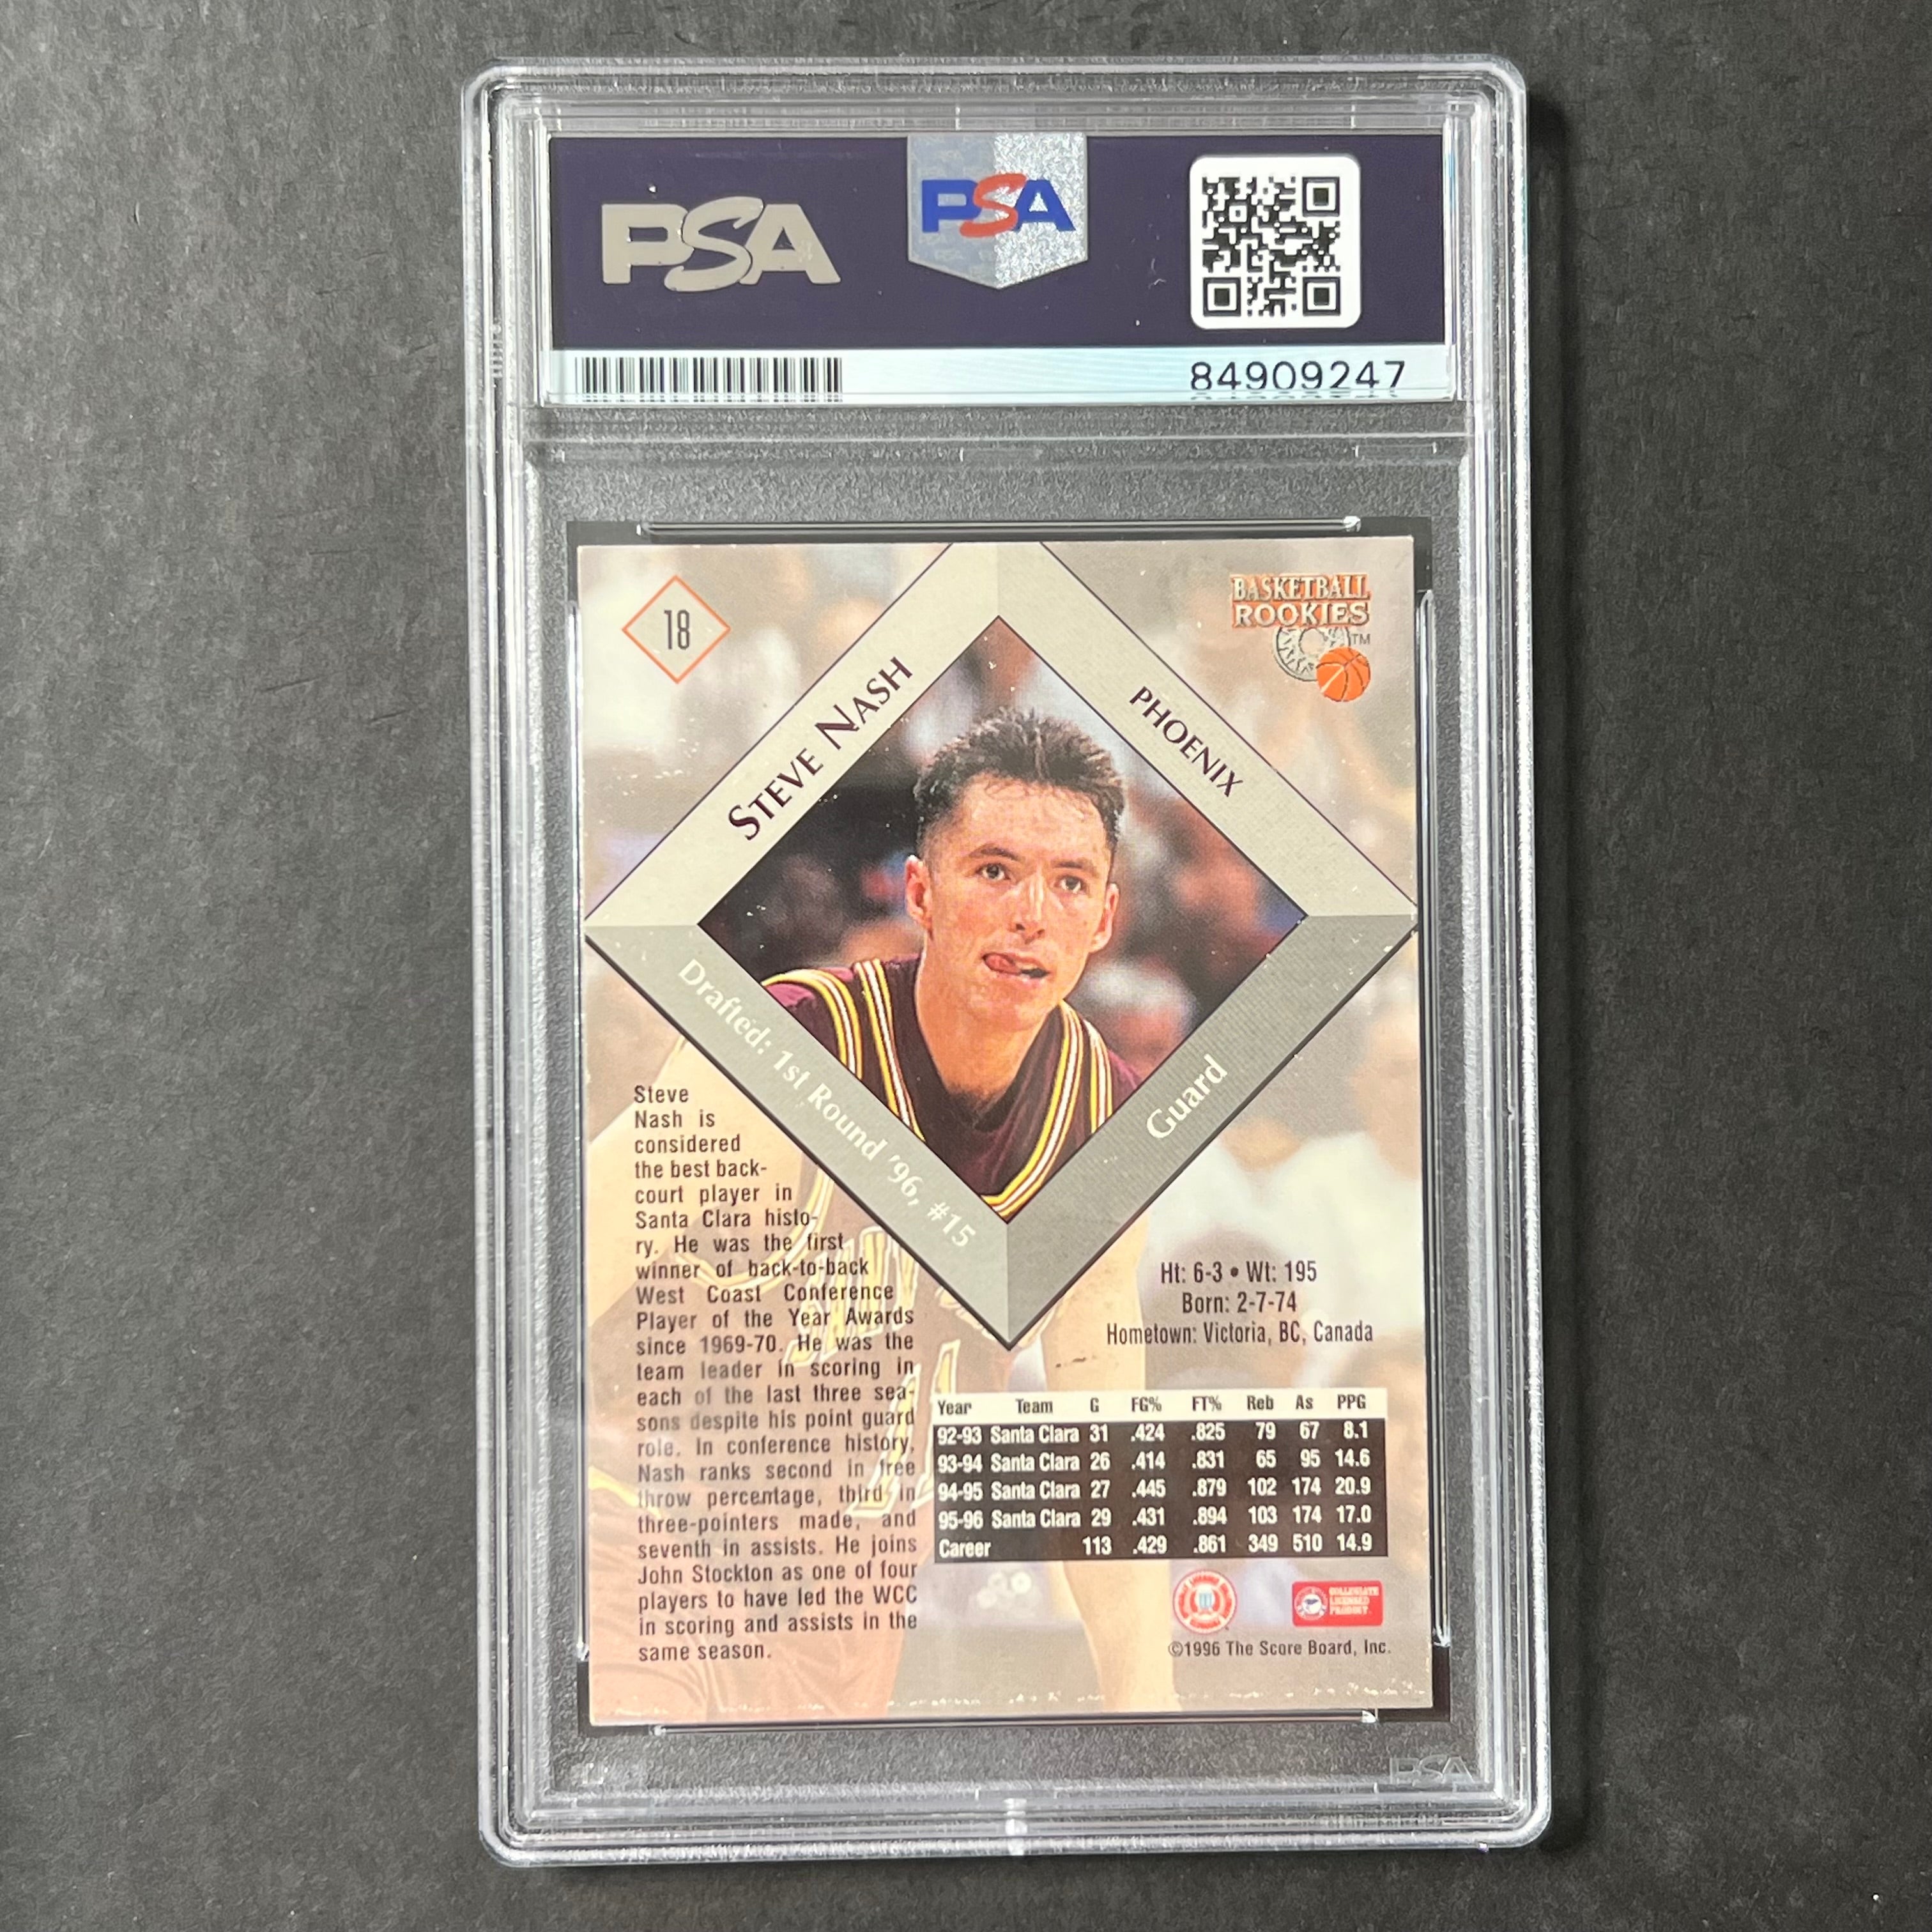 PSA
PSA
84909247
18
BASKETBALL
ROOKIES
TM
STEVE NASH
PHOENIX
Drafted: 1st Round '96, #15
Guard
Steve
Nash is
considered
the best back-
court player in
Santa Clara histo-
ry. He was the first
winner of back-to-back
West Coast Conference
Player of the Year Awards
since 1969-70. He was the
team leader in scoring in
each of the last three sea-
sons despite his point guard
role. In conference history,
Nash ranks second in free
throw percentage, third in
three-pointers made, and
seventh in assists. He joins
John Stockton as one of four
players to have led the WCC
in scoring and assists in the
same season.
Ht: 6-3 • Wt: 195
Born: 2-7-74
Hometown: Victoria, BC, Canada
Year Team G FG% FT% Reb As PPG
92-93 Santa Clara 31 .424 .825 79 67 8.1
93-94 Santa Clara 26 .414 .831 65 95 14.6
94-95 Santa Clara 27 .445 .879 102 174 20.9
95-96 Santa Clara 29 .431 .894 103 174 17.0
Career 113 .429 .861 349 510 14.9
COLLEGIATE
LICENSED
PRODUCT
©1996 The Score Board, Inc.
PSA